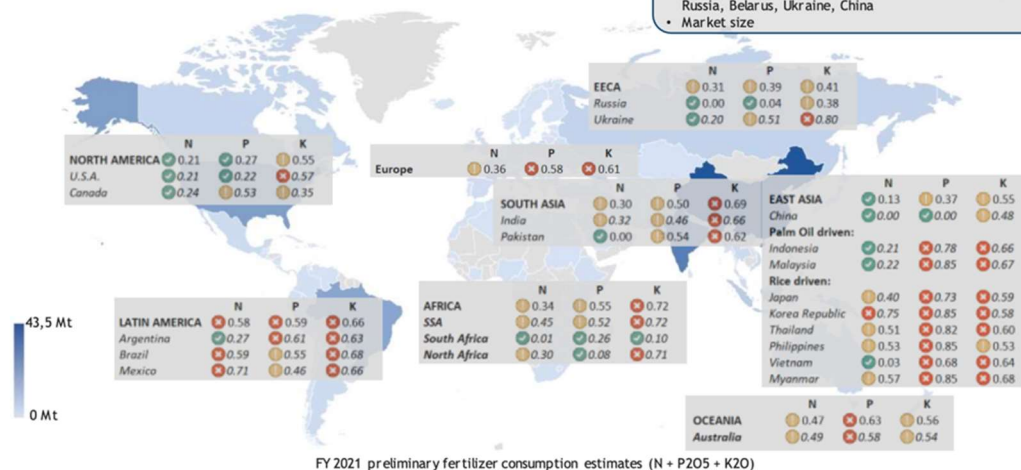 Russia, Belarus, Ukraine, China
• Market size
N P K
EECA 0.31 0.39 0.41
Russia 0.00 0.04 0.38
Ukraine 0.20 0.51 0.80
N P K
NORTH AMERICA 0.21 0.27 0.55
U.S.A. 0.21 0.22 0.57
Canada 0.24 0.53 0.35
N P K
Europe 0.36 0.58 0.61
N P K
SOUTH ASIA 0.30 0.50 0.69
India 0.32 0.46 0.66
Pakistan 0.00 0.54 0.62
N P K
EAST ASIA 0.13 0.37 0.55
China 0.00 0.00 0.48
Palm Oil driven:
Indonesia 0.21 0.78 0.66
Malaysia 0.22 0.85 0.67
Rice driven:
Japan 0.40 0.73 0.59
Korea Republic 0.75 0.85 0.58
Thailand 0.51 0.82 0.60
Philippines 0.53 0.85 0.53
Vietnam 0.03 0.68 0.64
Myanmar 0.57 0.85 0.68
N P K
LATIN AMERICA 0.58 0.59 0.66
Argentina 0.27 0.61 0.63
Brazil 0.59 0.55 0.68
Mexico 0.71 0.46 0.66
N P K
AFRICA 0.34 0.55 0.72
SSA 0.45 0.52 0.72
South Africa 0.01 0.26 0.10
North Africa 0.30 0.08 0.71
N P K
OCEANIA 0.47 0.63 0.56
Australia 0.49 0.58 0.54
43,5 Mt
0 Mt
FY 2021 preliminary fertilizer consumption estimates (N + P2O5 + K2O)